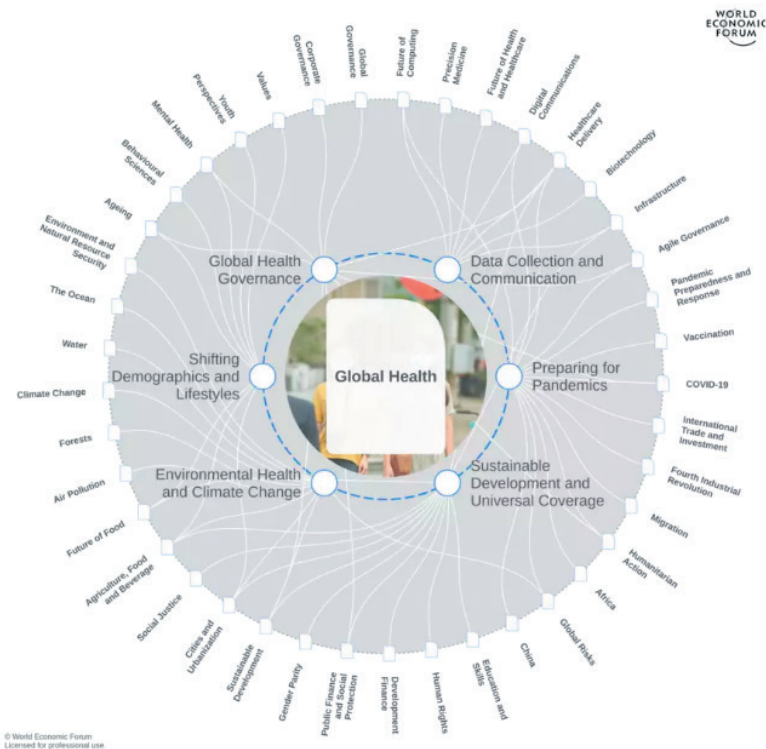 WORLD
ECONOMIC
FORUM
Global Health
Global Health
Governance
Data Collection and
Communication
Preparing for
Pandemics
Sustainable
Development and
Universal Coverage
Environmental Health
and Climate Change
Shifting
Demographics and
Lifestyles
Future of
Computing
Precision
Medicine
Future of Health
and Healthcare
Digital
Communications
Healthcare
Delivery
Biotechnology
Infrastructure
Agile Governance
Pandemic
Preparedness and
Response
Vaccination
COVID-19
International
Trade and
Investment
Fourth Industrial
Revolution
Migration
Humanitarian
Action
Africa
Global Risks
China
Education and
Skills
Human Rights
Development
Finance
Public Finance
and Social
Protection
Gender Parity
Sustainable
Development
Cities and
Urbanization
Social Justice
Agriculture, Food
and Beverage
Future of Food
Air Pollution
Forests
Climate Change
Water
The Ocean
Environment and
Natural Resource
Security
Ageing
Behavioural
Sciences
Mental Health
Youth
Perspectives
Values
Corporate
Governance
Global
Governance
© World Economic Forum
Licensed for professional use.